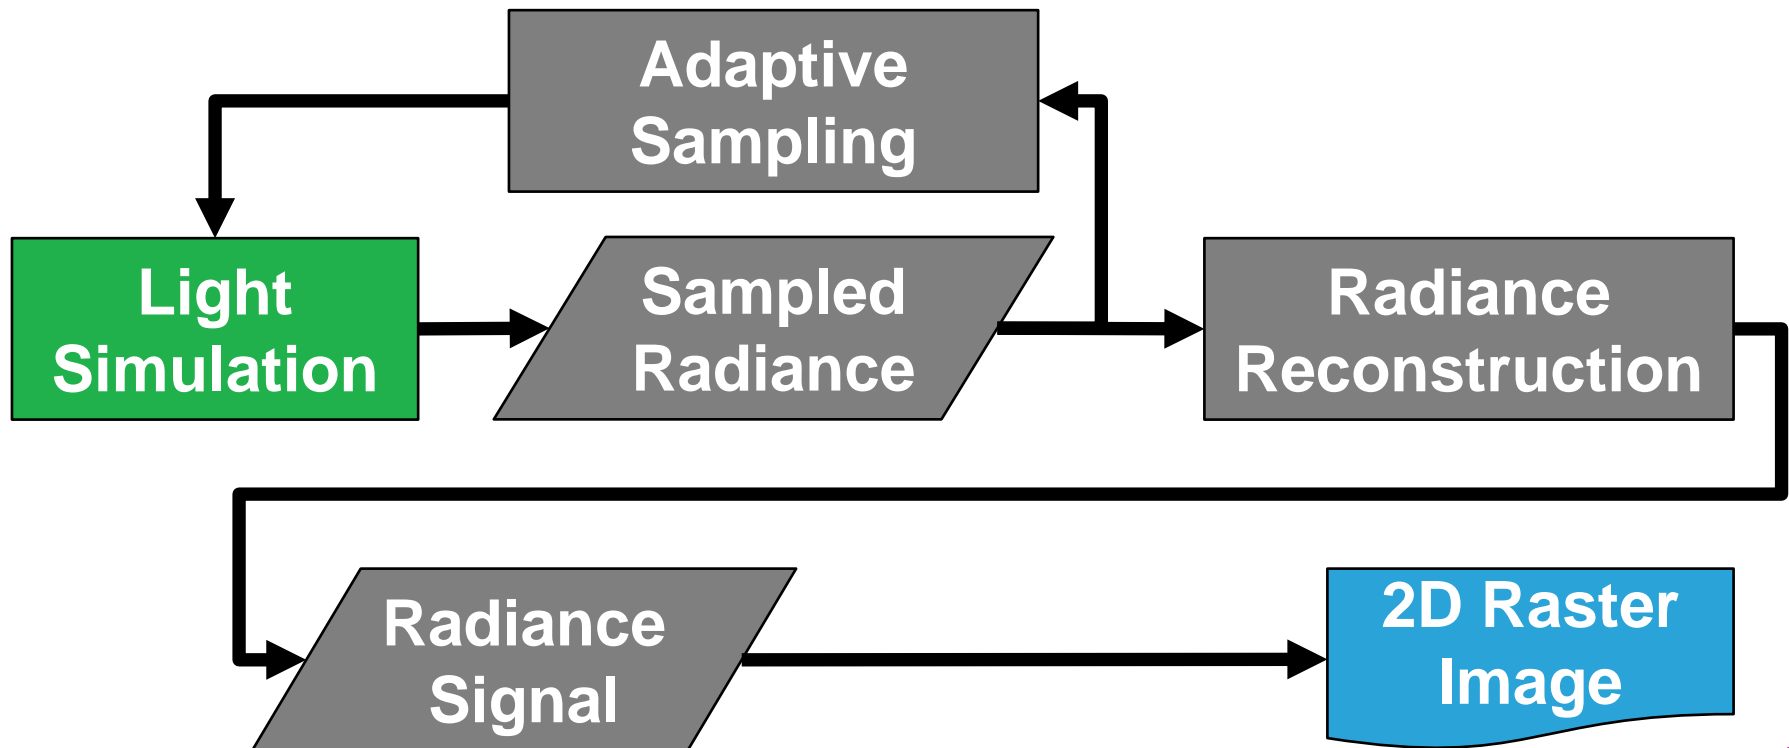 Adaptive
Sampling
Light
Simulation
Sampled
Radiance
Radiance
Reconstruction
Radiance
Signal
2D Raster
Image